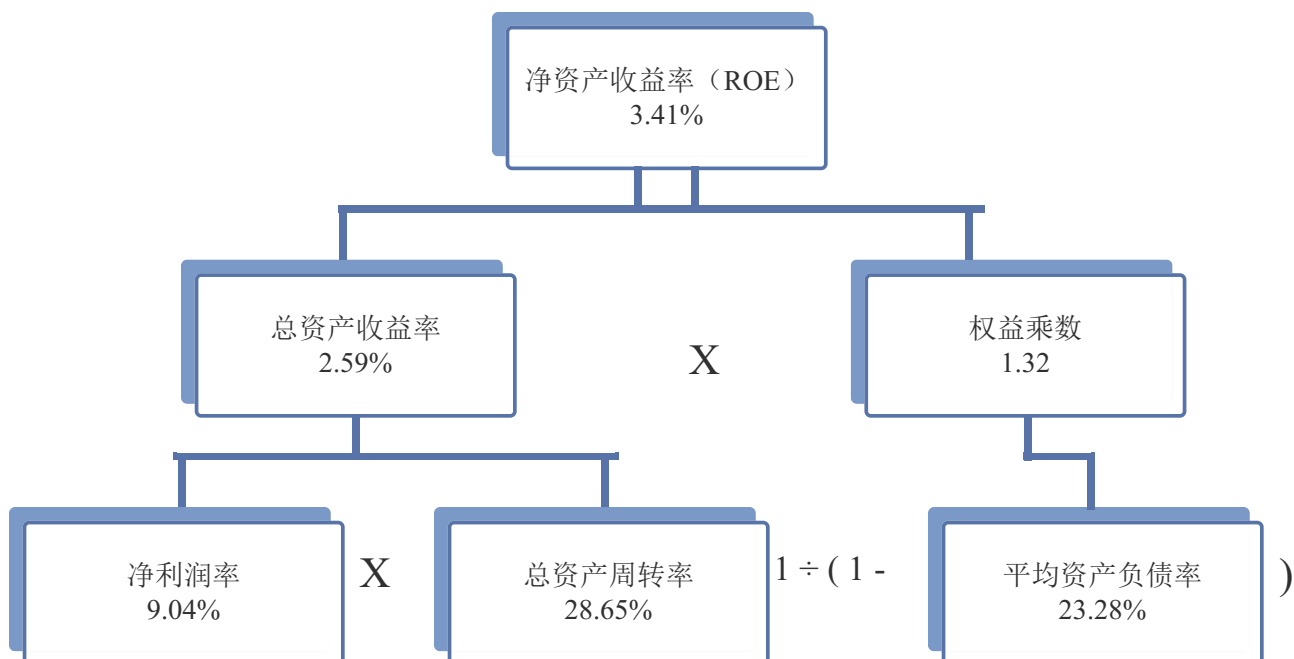 净资产收益率（ROE）
3.41%
总资产收益率
2.59%
X
权益乘数
1.32
净利润率
9.04%
X
总资产周转率
28.65%
1 ÷ ( 1 -
平均资产负债率
23.28%
)